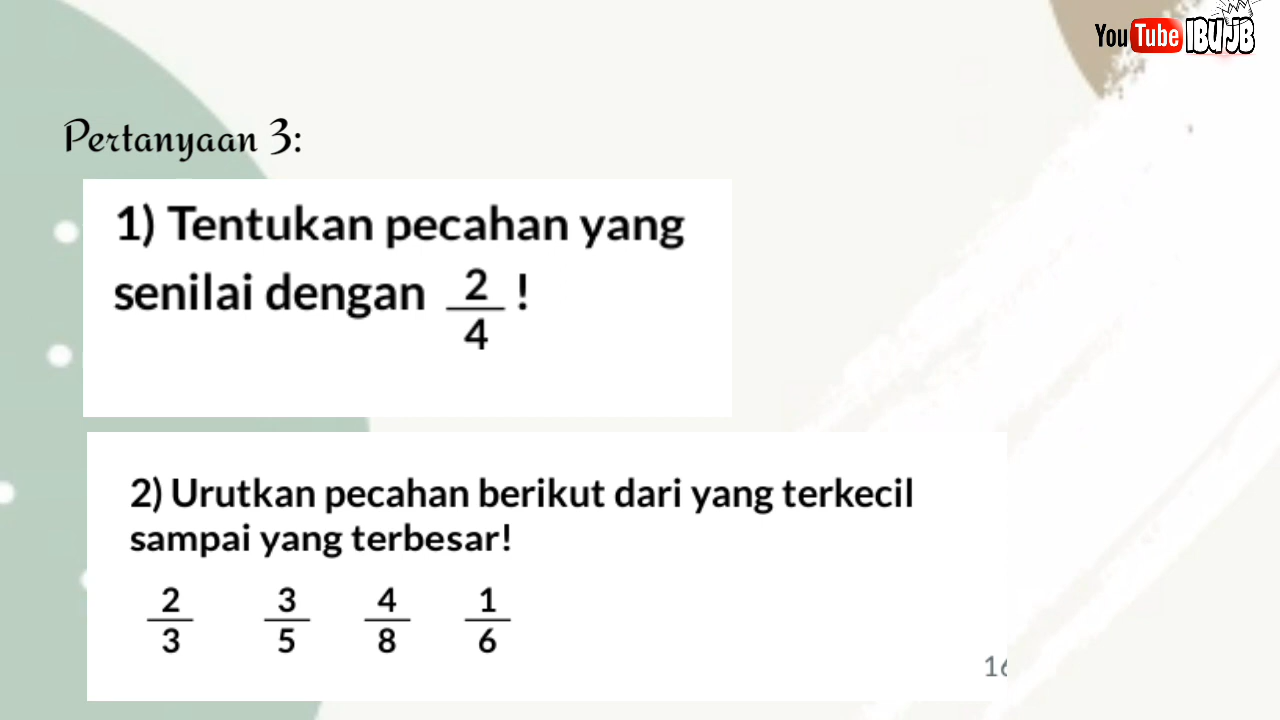 YouTube IBUJB
Pertanyaan 3:
1) Tentukan pecahan yang
senilai dengan 2/4 !
2) Urutkan pecahan berikut dari yang terkecil
sampai yang terbesar!
2/3 3/5 4/8 1/6